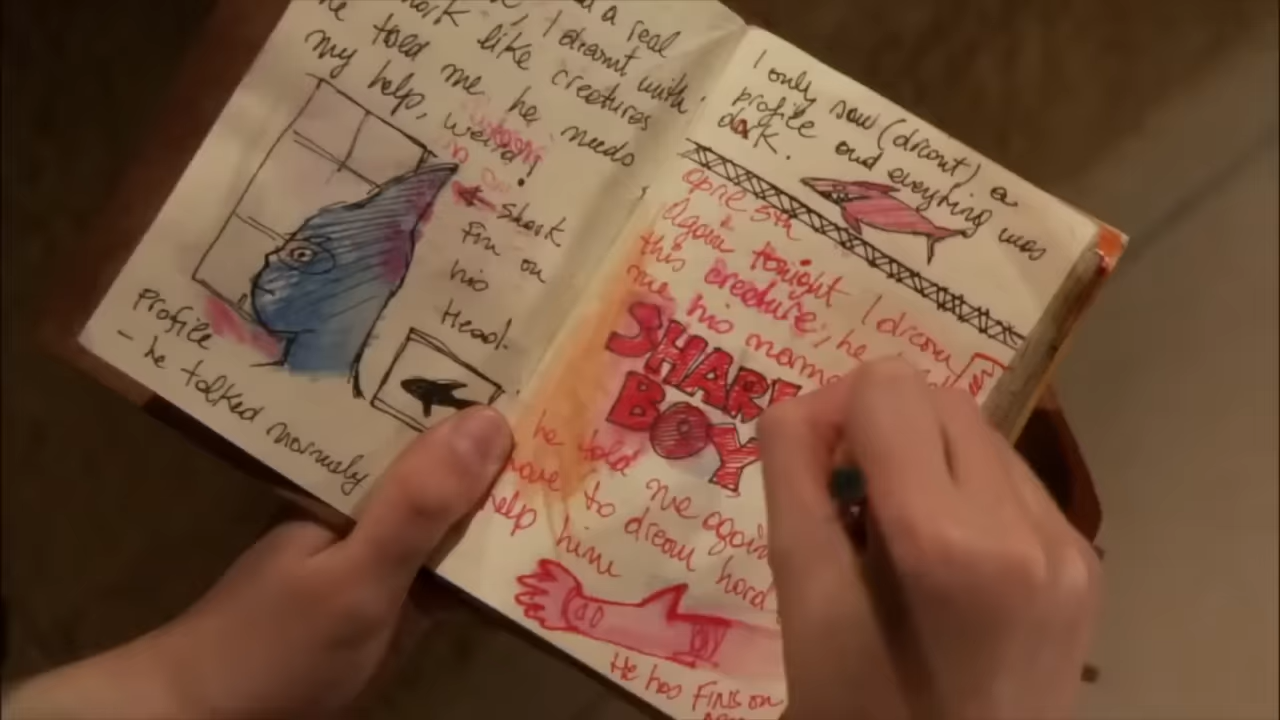 a real
I dreamt with
like creatures
he told me he needs
my help, weird!
Shark
Fin on
his
Head.
Profile
- he talked normely
I only saw (dreamt) a
profile and everything was
dark.
April 5th
Again tonight I dream
this creature; he
me his name
SHARK
BOY
he told me again
have to dream hard
help him
He has FINS on